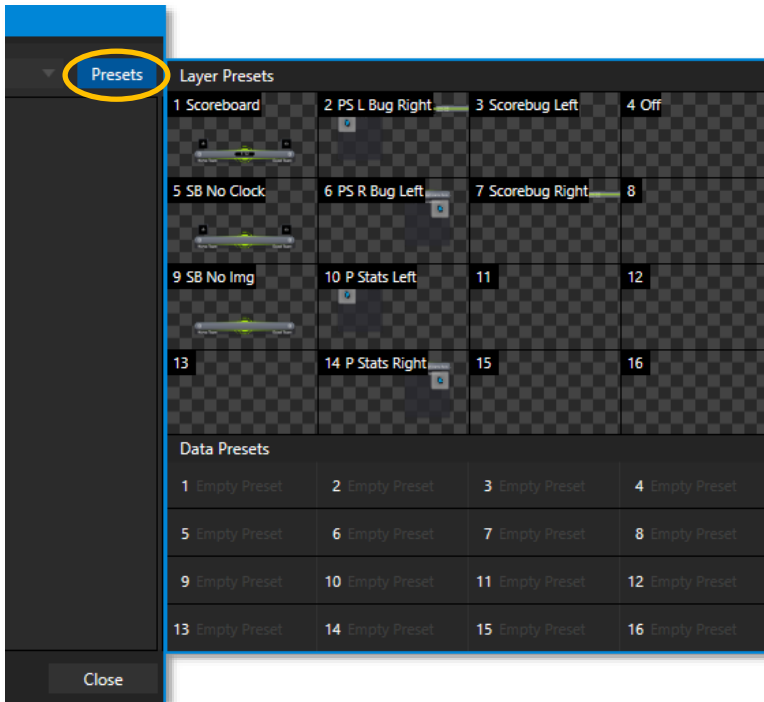 Presets
Layer Presets
1 Scoreboard
2 PS L Bug Right
3 Scorebug Left
4 Off
5 SB No Clock
6 PS R Bug Left
7 Scorebug Right
8
9 SB No Img
10 P Stats Left
11
12
13
14 P Stats Right
15
16
Data Presets
1 Empty Preset
2 Empty Preset
3 Empty Preset
4 Empty Preset
5 Empty Preset
6 Empty Preset
7 Empty Preset
8 Empty Preset
9 Empty Preset
10 Empty Preset
11 Empty Preset
12 Empty Preset
13 Empty Preset
14 Empty Preset
15 Empty Preset
16 Empty Preset
Close